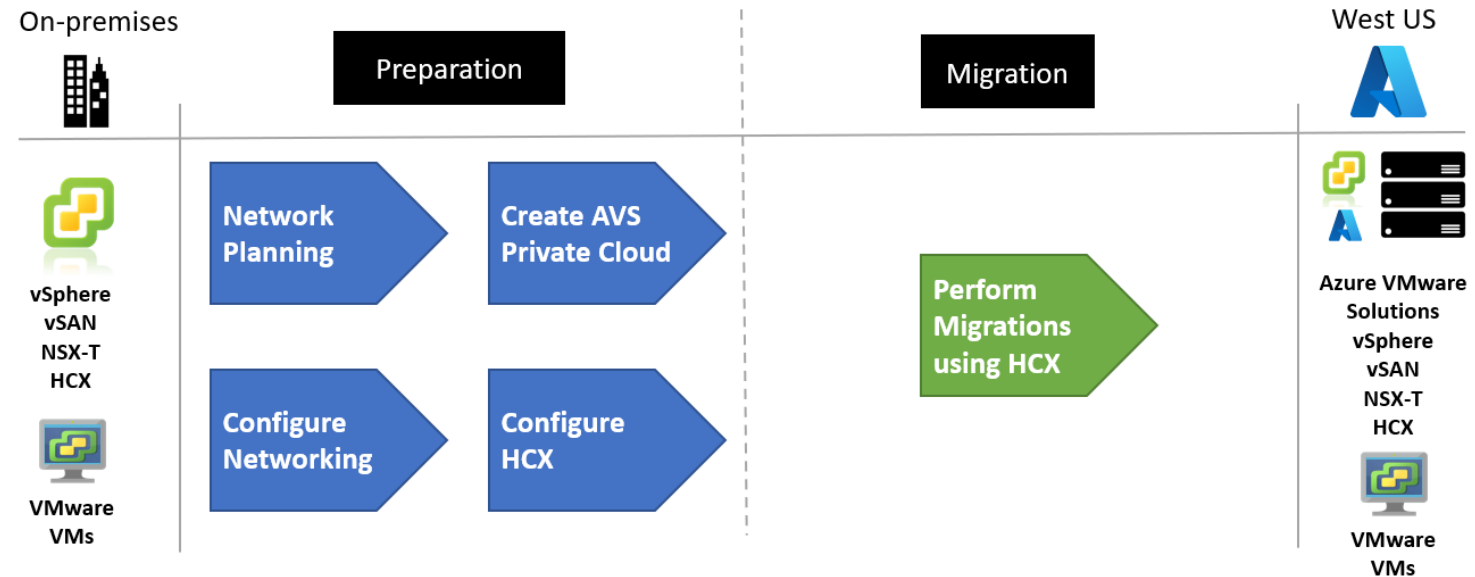 On-premises
Preparation
Migration
West US
vSphere
vSAN
NSX-T
HCX
VMware
VMs
Network
Planning
Create AVS
Private Cloud
Configure
Networking
Configure
HCX
Perform
Migrations
using HCX
Azure VMware
Solutions
vSphere
vSAN
NSX-T
HCX
VMware
VMs